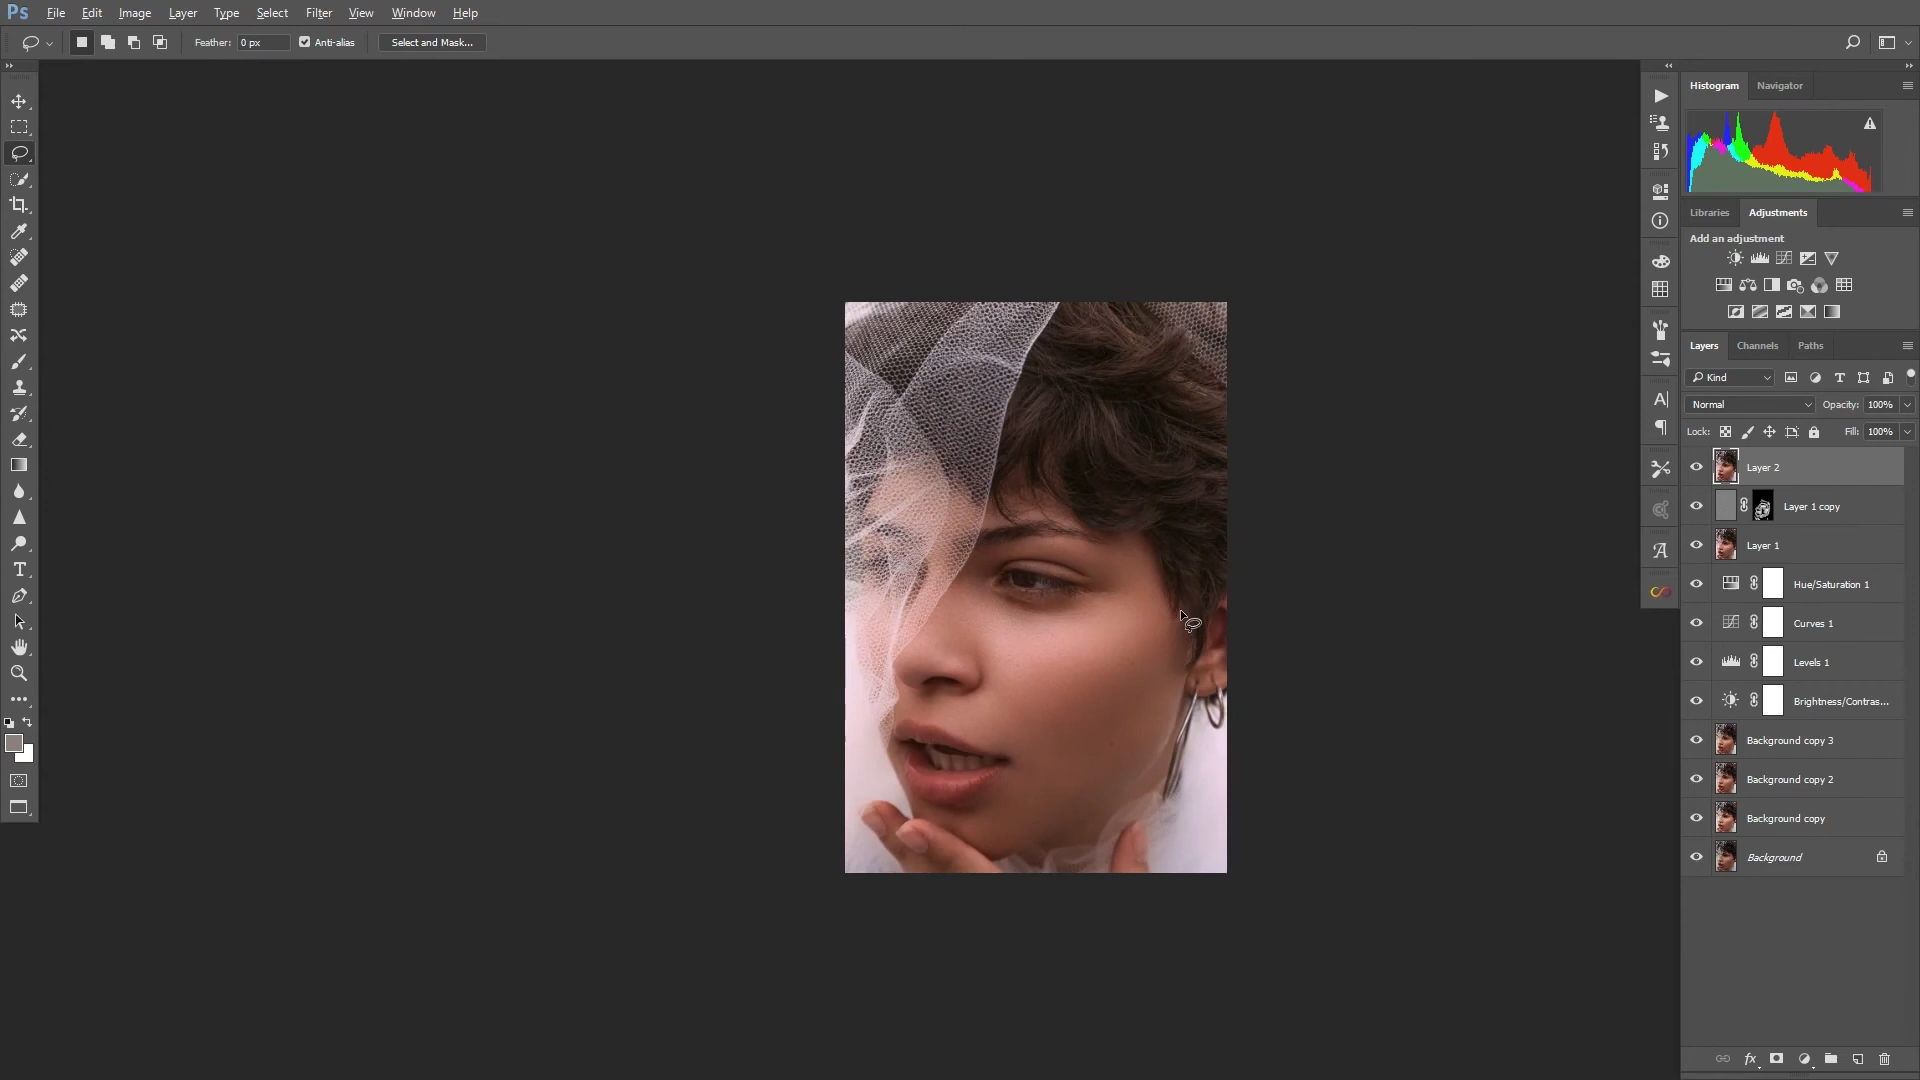 Ps File Edit Image Layer Type Select Filter View Window Help
Feather: 0 px Anti-alias Select and Mask...
Histogram Navigator
Libraries Adjustments
Add an adjustment
Layers Channels Paths
Kind
Normal Opacity: 100%
Lock: Fill: 100%
Layer 2
Layer 1 copy
Layer 1
Hue/Saturation 1
Curves 1
Levels 1
Brightness/Contras...
Background copy 3
Background copy 2
Background copy
Background
fx